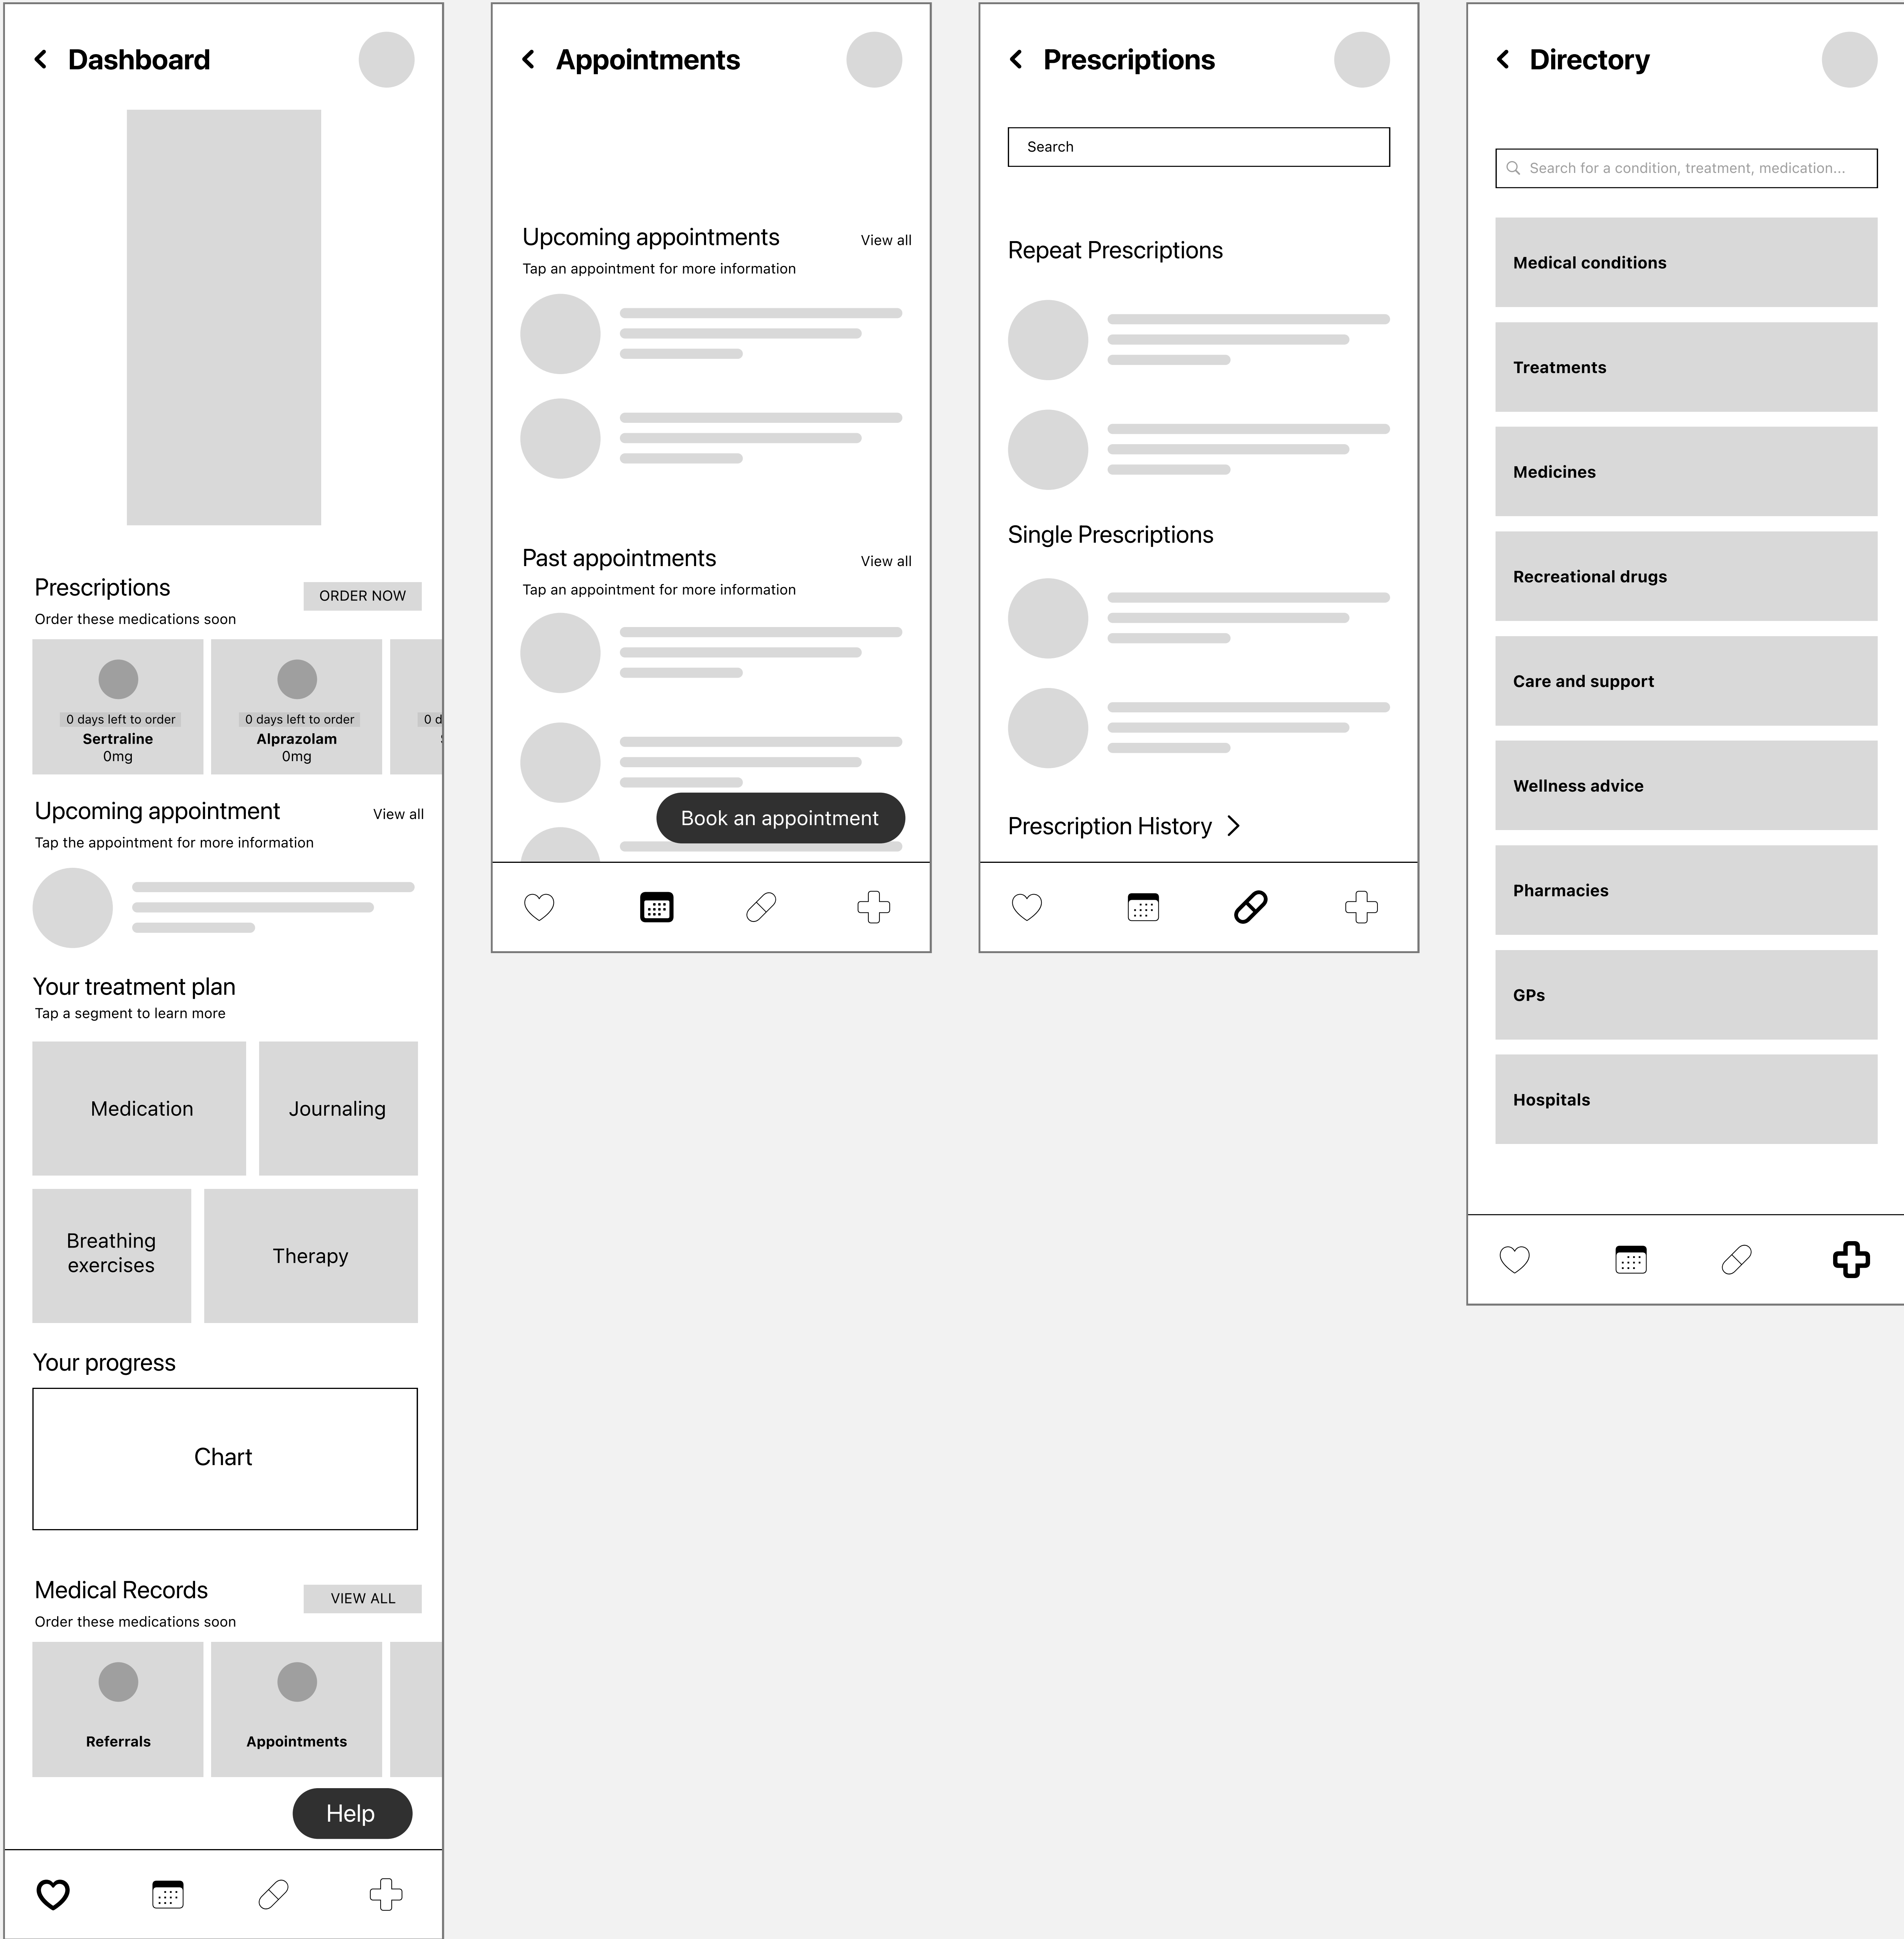 Dashboard
Prescriptions
ORDER NOW
Order these medications soon
0 days left to order
Sertraline
0mg
0 days left to order
Alprazolam
0mg
0 d
Upcoming appointment
View all
Tap the appointment for more information
Your treatment plan
Tap a segment to learn more
Medication
Journaling
Breathing
exercises
Therapy
Your progress
Chart
Medical Records
VIEW ALL
Order these medications soon
Referrals
Appointments
Help
Appointments
Upcoming appointments
View all
Tap an appointment for more information
Past appointments
View all
Tap an appointment for more information
Book an appointment
Prescriptions
Search
Repeat Prescriptions
Single Prescriptions
Prescription History
Directory
Search for a condition, treatment, medication...
Medical conditions
Treatments
Medicines
Recreational drugs
Care and support
Wellness advice
Pharmacies
GPs
Hospitals